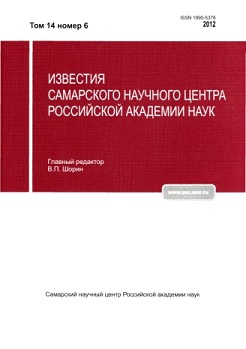 ISSN 1990-5378
Том 14 номер 6
2012
ИЗВЕСТИЯ
САМАРСКОГО НАУЧНОГО ЦЕНТРА
РОССИЙСКОЙ АКАДЕМИИ НАУК
Главный редактор
В.П. Шорин
Самарский научный центр Российской академии наук